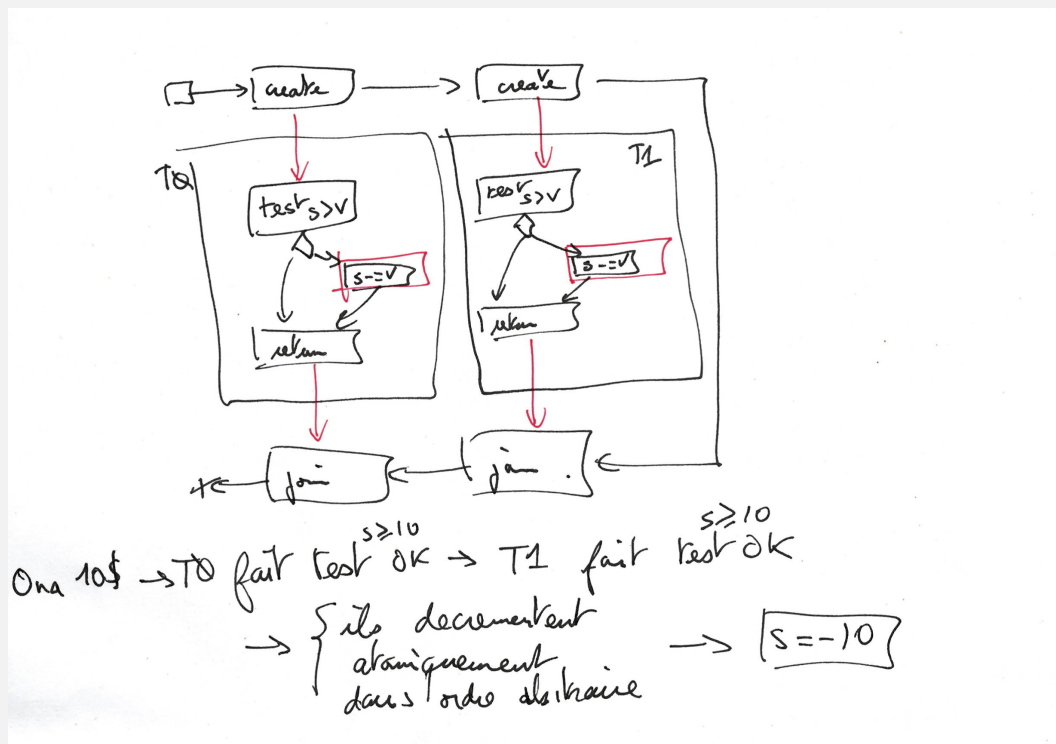 create create
T0 T1
test s>v test s>v
s-=v s-=v
return return
join join
s⩾10 s⩾10
On a 10$ → T0 fait test OK → T1 fait test OK
→ { ils decrementent
atomiquement → s=-10
dans l'ordre arbitraire